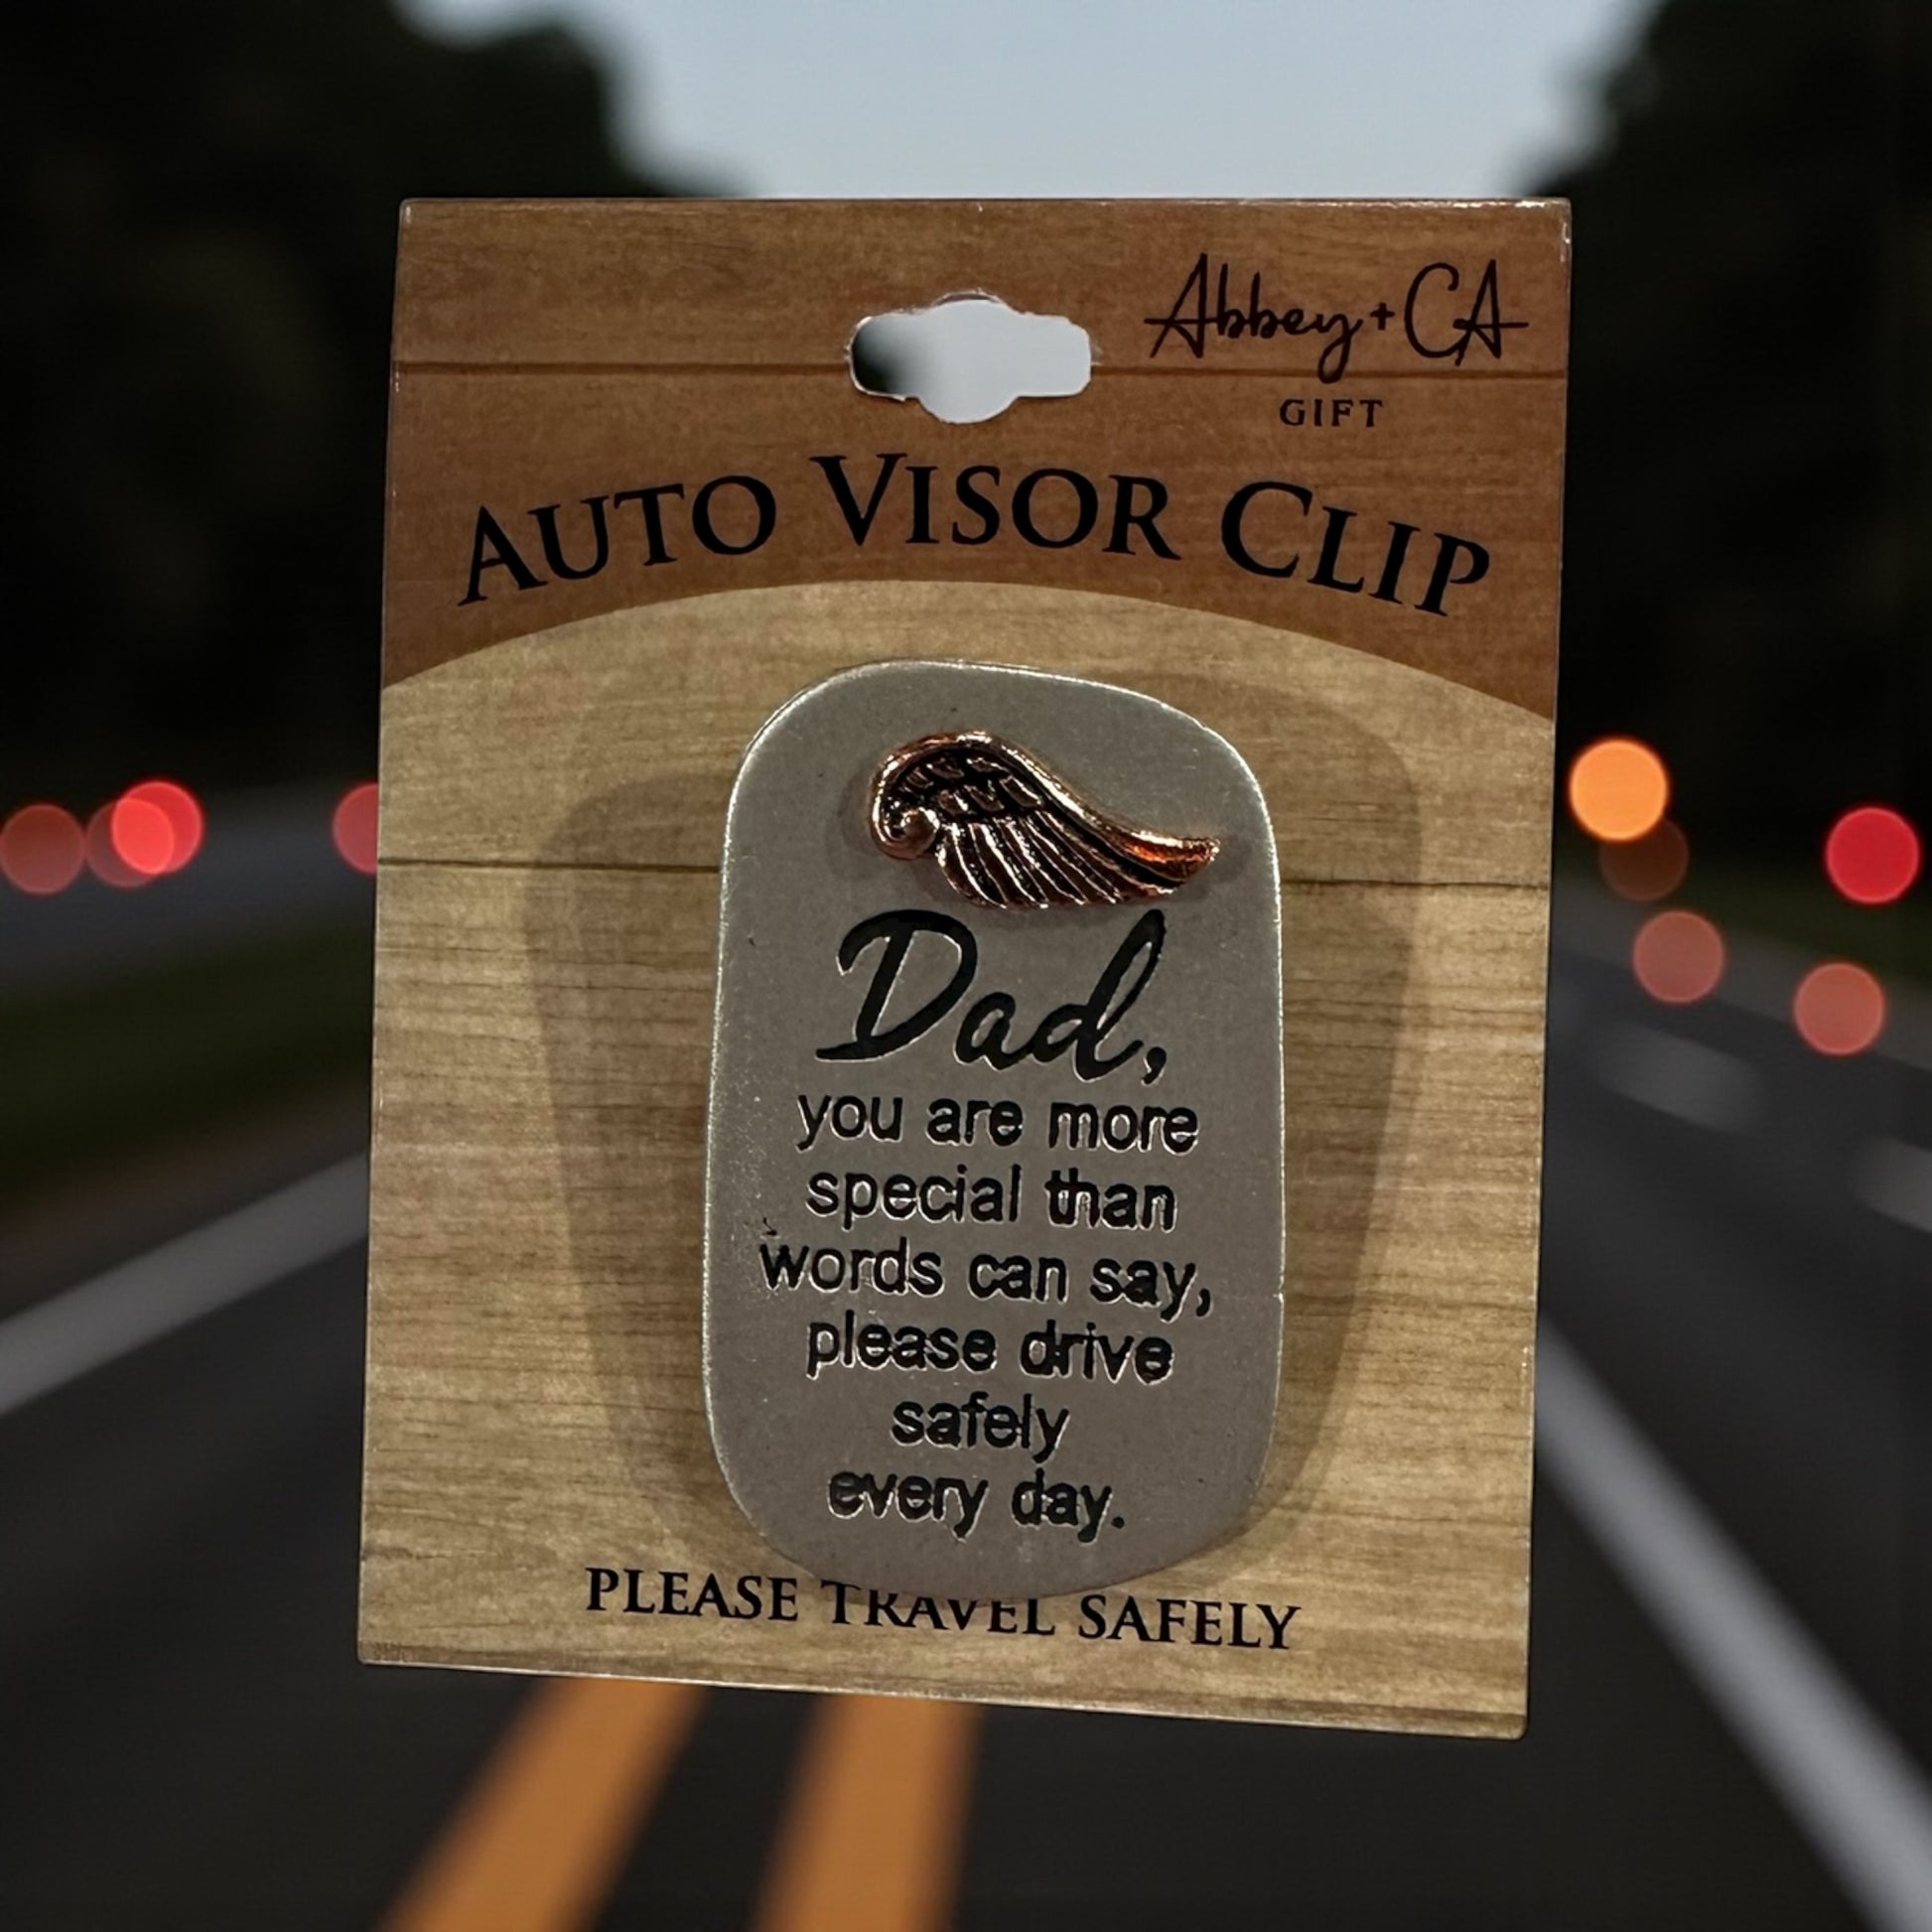 Abbey + CA
GIFT
AUTO VISOR CLIP
Dad,
you are more
special than
words can say,
please drive
safely
every day.
PLEASE TRAVEL SAFELY